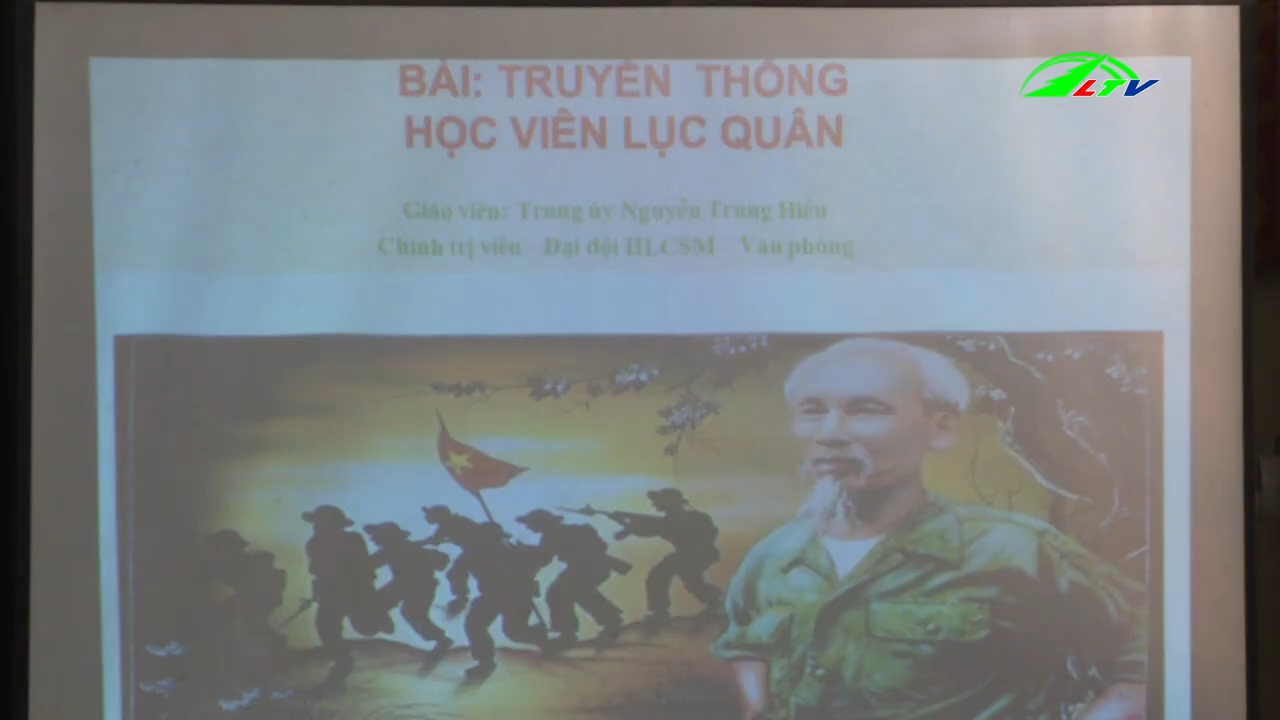 BÀI: TRUYỀN THỐNG
HỌC VIÊN LỤC QUÂN
Giáo viên: Trung úy Nguyễn Trung Hiếu
Chính trị viên - Đại đội HLCSM - Văn phòng
LTV